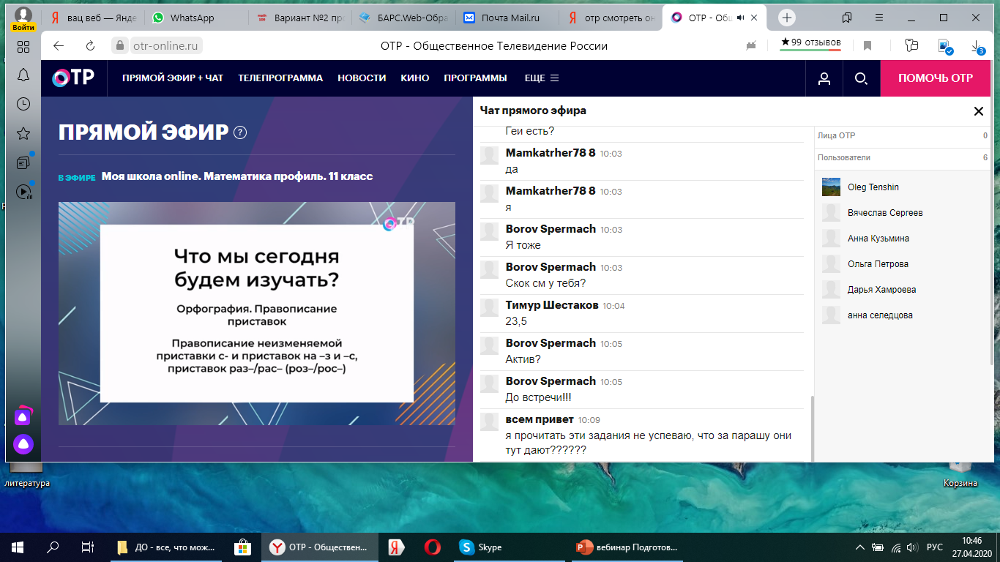 вац веб — Янде
WhatsApp
Вариант №2 про
БАРС.Web-Обра
Почта Mail.ru
отр смотреть он
ОТР - Общ
Войти
otr-online.ru
ОТР - Общественное Телевидение России
★99 отзывов
3
ОТР
ПРЯМОЙ ЭФИР + ЧАТ
ТЕЛЕПРОГРАММА
НОВОСТИ
КИНО
ПРОГРАММЫ
ЕЩЕ
ПОМОЧЬ ОТР
ПРЯМОЙ ЭФИР ?
В ЭФИРЕ Моя школа online. Математика профиль. 11 класс
ОТР
Что мы сегодня
будем изучать?
Орфография. Правописание
приставок
Правописание неизменяемой
приставки с- и приставок на –з и –с,
приставок раз–/рас– (роз–/рос–)
Чат прямого эфира
Геи есть?
Mamkatrher78 8 10:03
да
Mamkatrher78 8 10:03
я
Borov Spermach 10:03
Я тоже
Borov Spermach 10:03
Скок см у тебя?
Тимур Шестаков 10:04
23,5
Borov Spermach 10:05
Актив?
Borov Spermach 10:05
До встречи!!!
всем привет 10:09
я прочитать эти задания не успеваю, что за парашу они
тут дают??????
Лица ОТР 0
Пользователи 6
Oleg Tenshin
Вячеслав Сергеев
Анна Кузьмина
Ольга Петрова
Дарья Хамроева
анна селедцова
литература
Корзина
ДО - все, что мож...
ОТР - Обществен...
Skype
вебинар Подготов...
РУС
10:46
27.04.2020